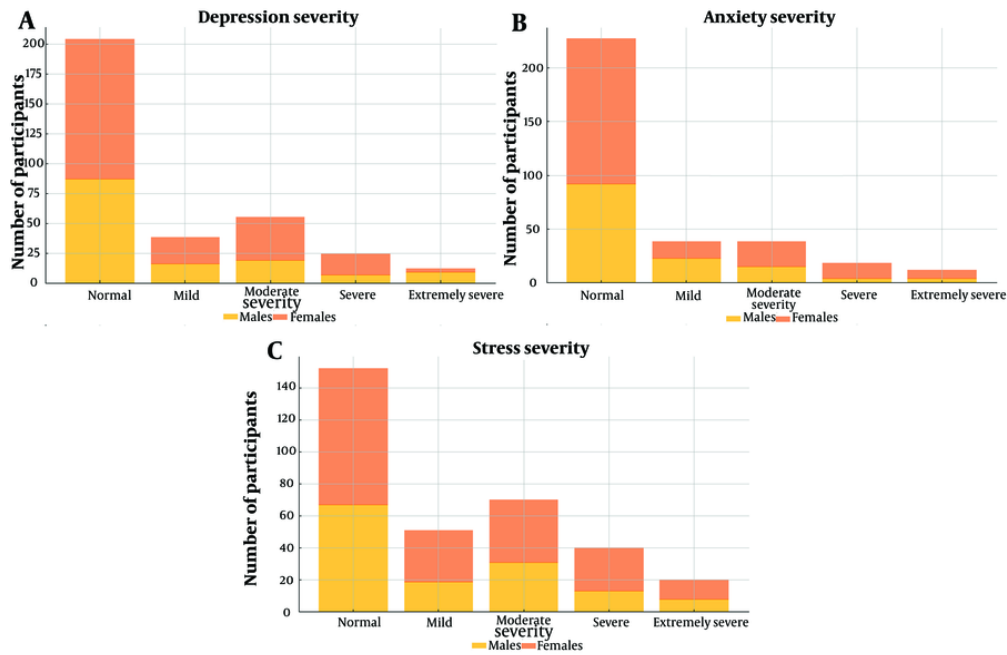 A
Depression severity
Number of participants
200
175
150
125
100
75
50
25
0
Normal
Mild
Moderate
Severe
Extremely severe
severity
Males
Females
B
Anxiety severity
Number of participants
200
150
100
50
0
Normal
Mild
Moderate
Severe
Extremely severe
severity
Males
Females
C
Stress severity
Number of participants
140
120
100
80
60
40
20
0
Normal
Mild
Moderate
Severe
Extremely severe
severity
Males
Females